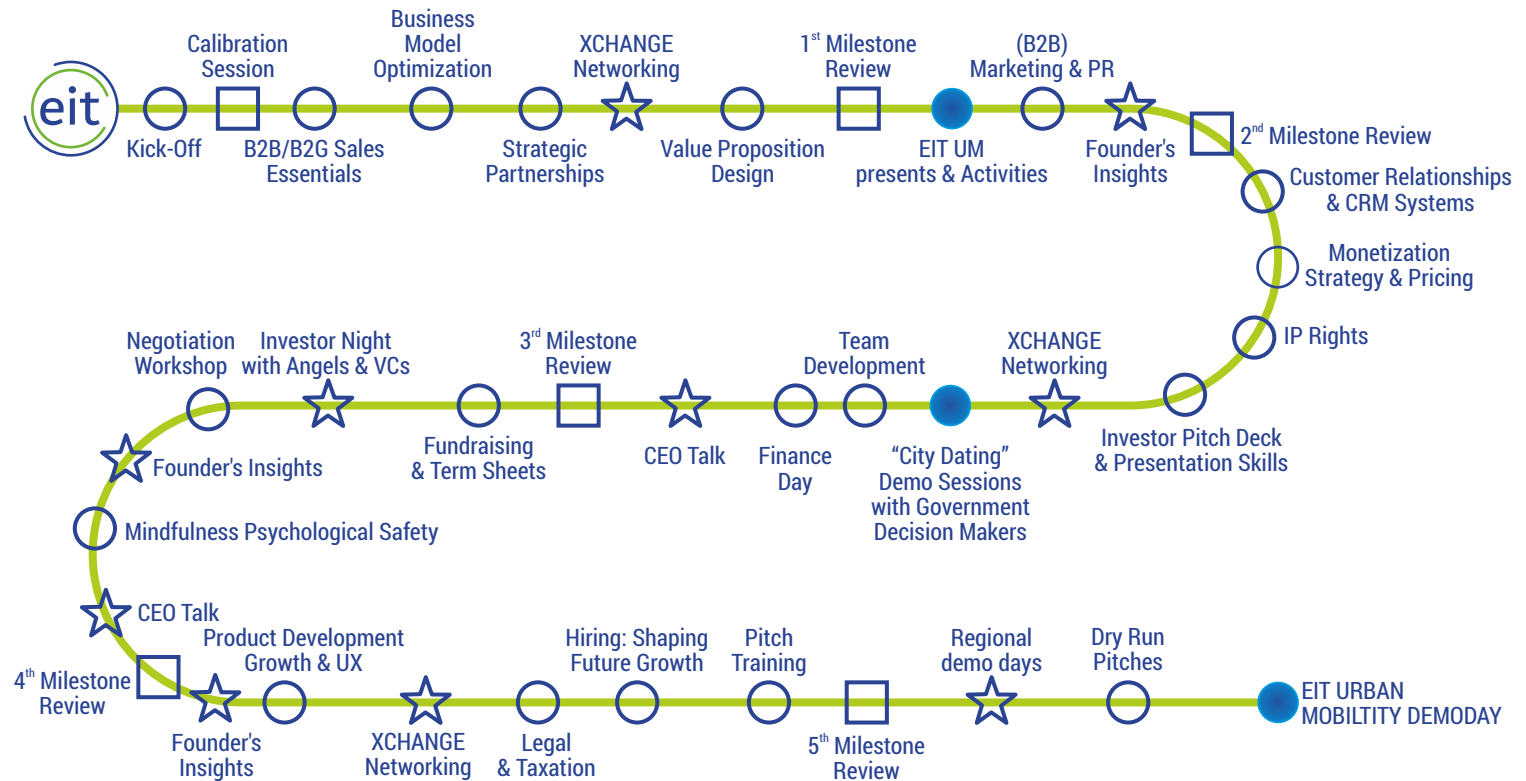 eit
Kick-Off
Calibration
Session
B2B/B2G Sales
Essentials
Business
Model
Optimization
Strategic
Partnerships
XCHANGE
Networking
Value Proposition
Design
1st Milestone
Review
EIT UM
presents & Activities
(B2B)
Marketing & PR
Founder's
Insights
2nd Milestone Review
Customer Relationships
& CRM Systems
Monetization
Strategy & Pricing
IP Rights
Investor Pitch Deck
& Presentation Skills
XCHANGE
Networking
"City Dating"
Demo Sessions
with Government
Decision Makers
Team
Development
Finance
Day
CEO Talk
3rd Milestone
Review
Fundraising
& Term Sheets
Investor Night
with Angels & VCs
Negotiation
Workshop
Founder's Insights
Mindfulness Psychological Safety
CEO Talk
4th Milestone
Review
Founder's
Insights
Product Development
Growth & UX
XCHANGE
Networking
Legal
& Taxation
Hiring: Shaping
Future Growth
Pitch
Training
5th Milestone
Review
Regional
demo days
Dry Run
Pitches
EIT URBAN
MOBILTITY DEMODAY